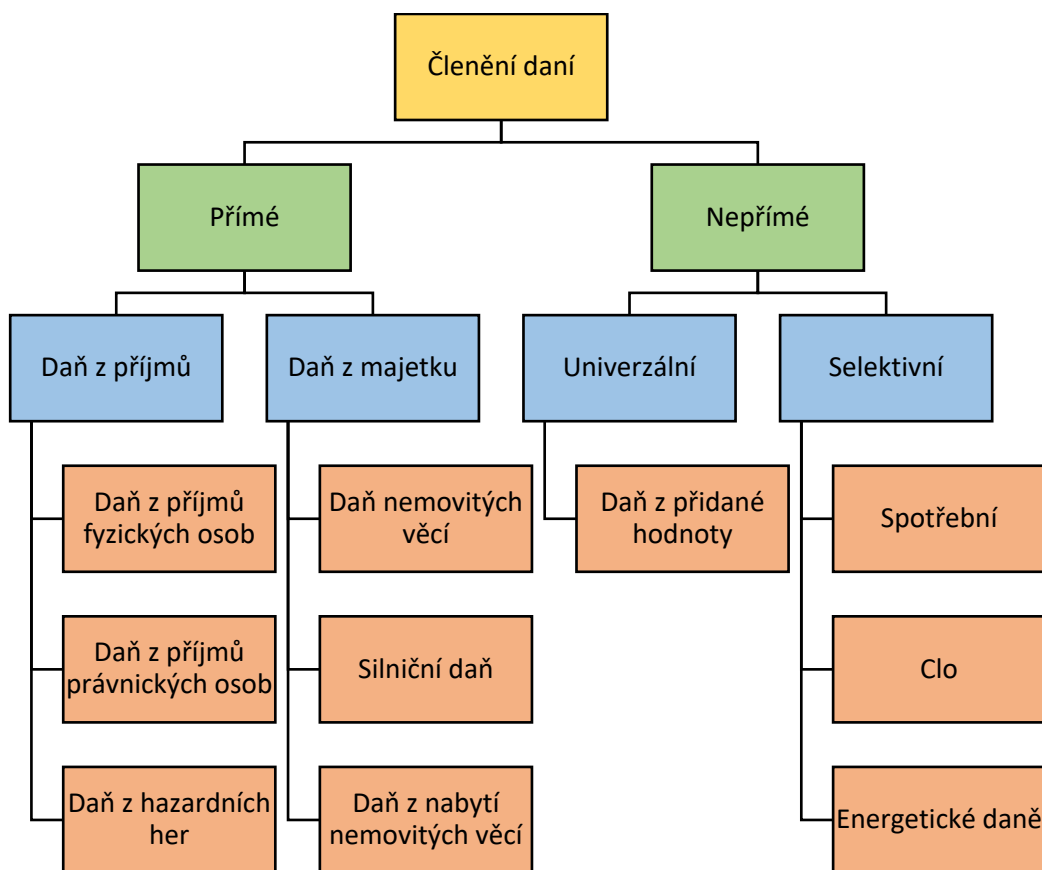 Členění daní
Přímé
Nepřímé
Daň z příjmů
Daň z majetku
Univerzální
Selektivní
Daň z příjmů
fyzických osob
Daň nemovitých
věcí
Daň z přidané
hodnoty
Spotřební
Daň z příjmů
právnických osob
Silniční daň
Clo
Daň z hazardních
her
Daň z nabytí
nemovitých věcí
Energetické daně